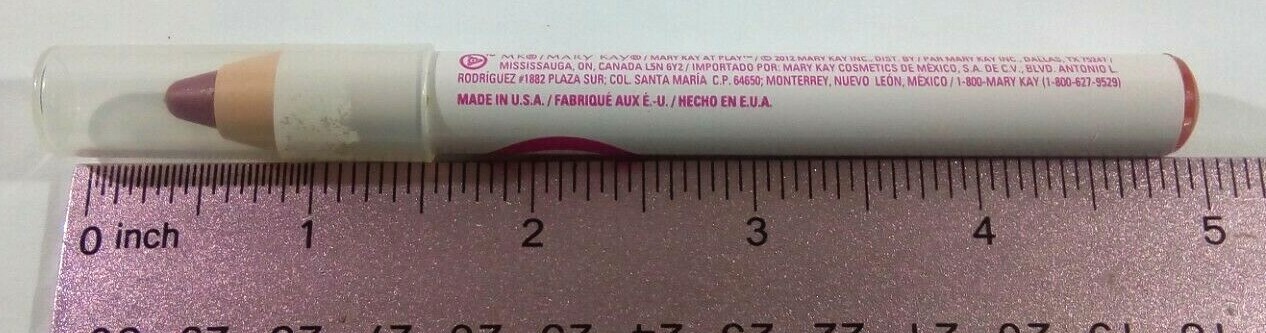 ™ MK®/MARY KAY®/MARY KAY AT PLAY™/© 2012 MARY KAY INC., DIST. BY/PAR MARY KAY INC., DALLAS, TX 75247/
MISSISSAUGA, ON, CANADA L5N 6Y2 / IMPORTADO POR: MARY KAY COSMETICS DE MÉXICO, S.A. DE C.V., BLVD. ANTONIO L.
RODRÍGUEZ #1882 PLAZA SUR; COL. SANTA MARÍA C.P. 64650; MONTERREY, NUEVO LEÓN, MÉXICO / 1-800-MARY KAY (1-800-627-9529)
MADE IN U.S.A. / FABRIQUÉ AUX É.-U. / HECHO EN E.U.A.
0 inch 1 2 3 4 5